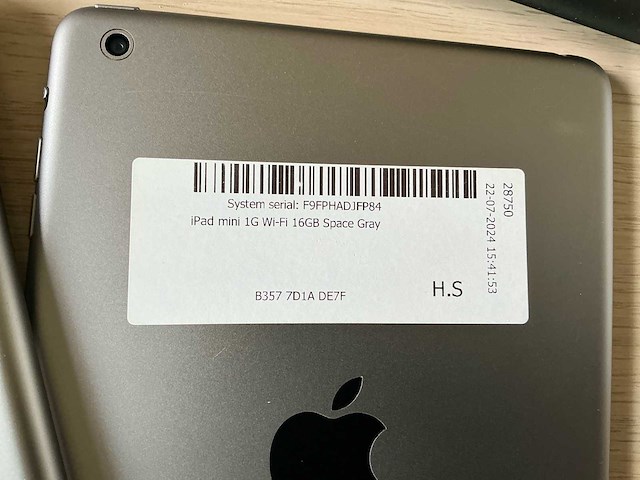 System serial: F9FPHADJFP84
iPad mini 1G Wi-Fi 16GB Space Gray
B357 7D1A DE7F
H.S
28750
22-07-2024 15:41:53